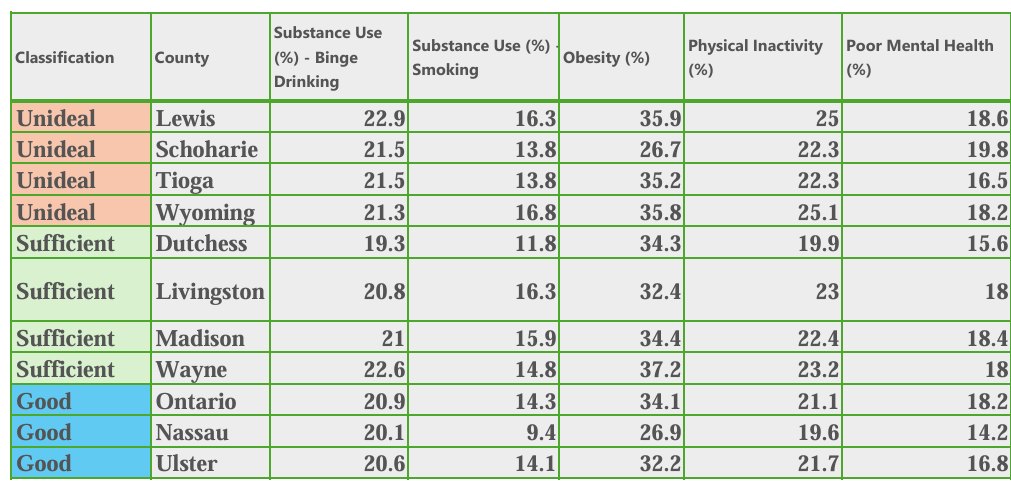 Classification County Substance Use (%) - Binge Drinking Substance Use (%) - Smoking Obesity (%) Physical Inactivity (%) Poor Mental Health (%)
Unideal Lewis 22.9 16.3 35.9 25 18.6
Unideal Schoharie 21.5 13.8 26.7 22.3 19.8
Unideal Tioga 21.5 13.8 35.2 22.3 16.5
Unideal Wyoming 21.3 16.8 35.8 25.1 18.2
Sufficient Dutchess 19.3 11.8 34.3 19.9 15.6
Sufficient Livingston 20.8 16.3 32.4 23 18
Sufficient Madison 21 15.9 34.4 22.4 18.4
Sufficient Wayne 22.6 14.8 37.2 23.2 18
Good Ontario 20.9 14.3 34.1 21.1 18.2
Good Nassau 20.1 9.4 26.9 19.6 14.2
Good Ulster 20.6 14.1 32.2 21.7 16.8